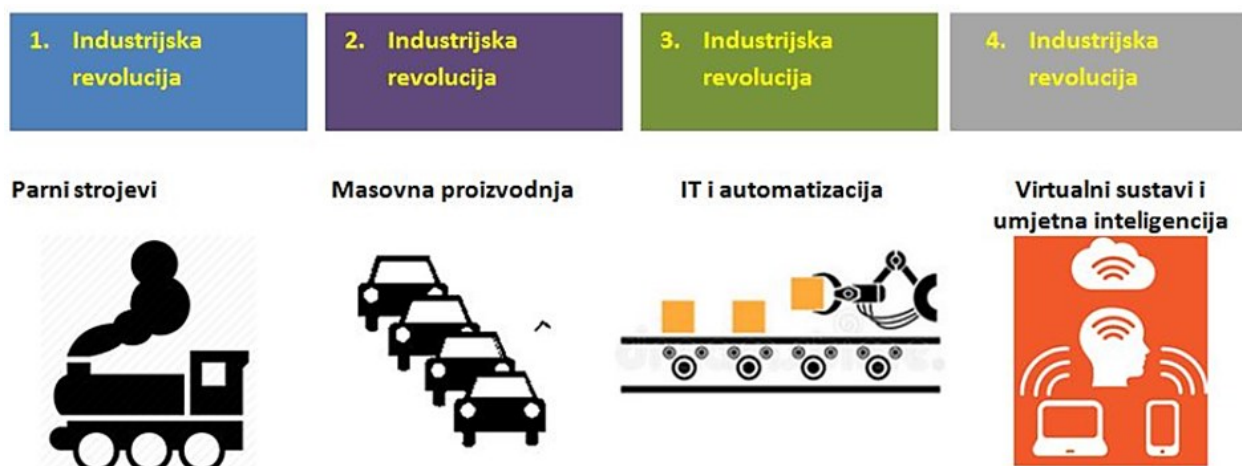 1. Industrijska
revolucija
2. Industrijska
revolucija
3. Industrijska
revolucija
4. Industrijska
revolucija
Parni strojevi
Masovna proizvodnja
IT i automatizacija
Virtualni sustavi i
umjetna inteligencija